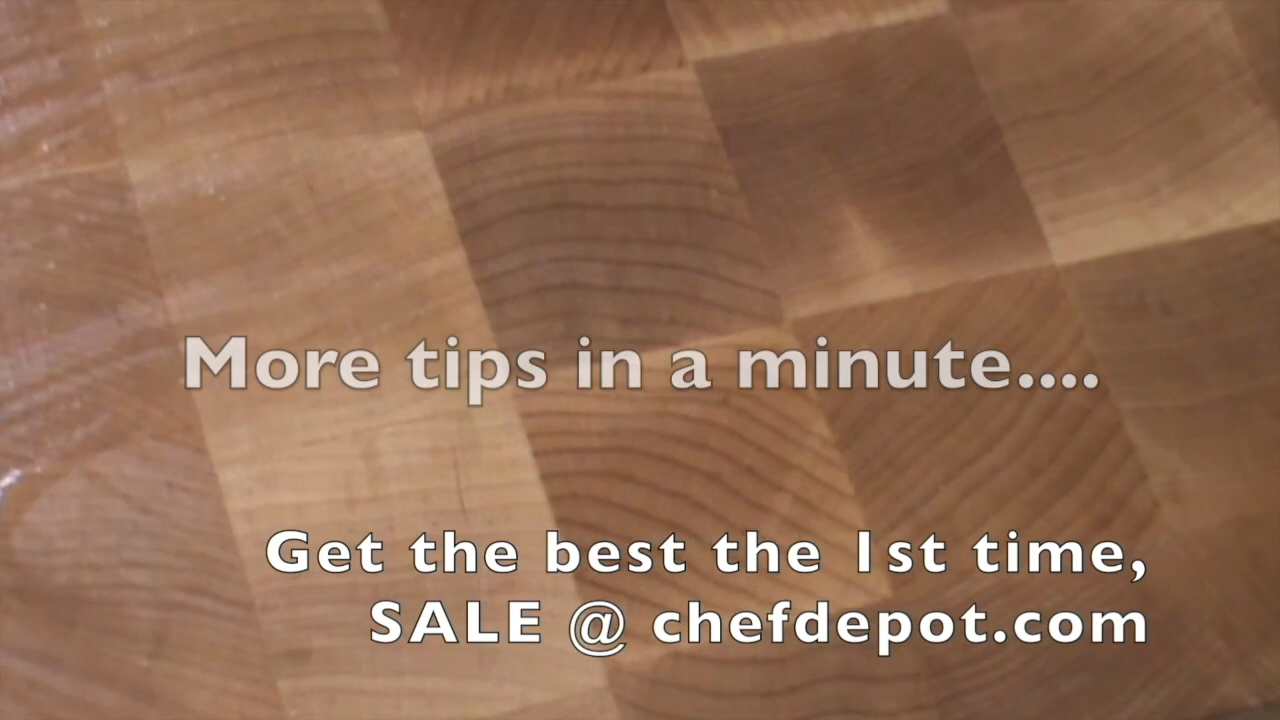 More tips in a minute....
Get the best the 1st time,
SALE @ chefdepot.com